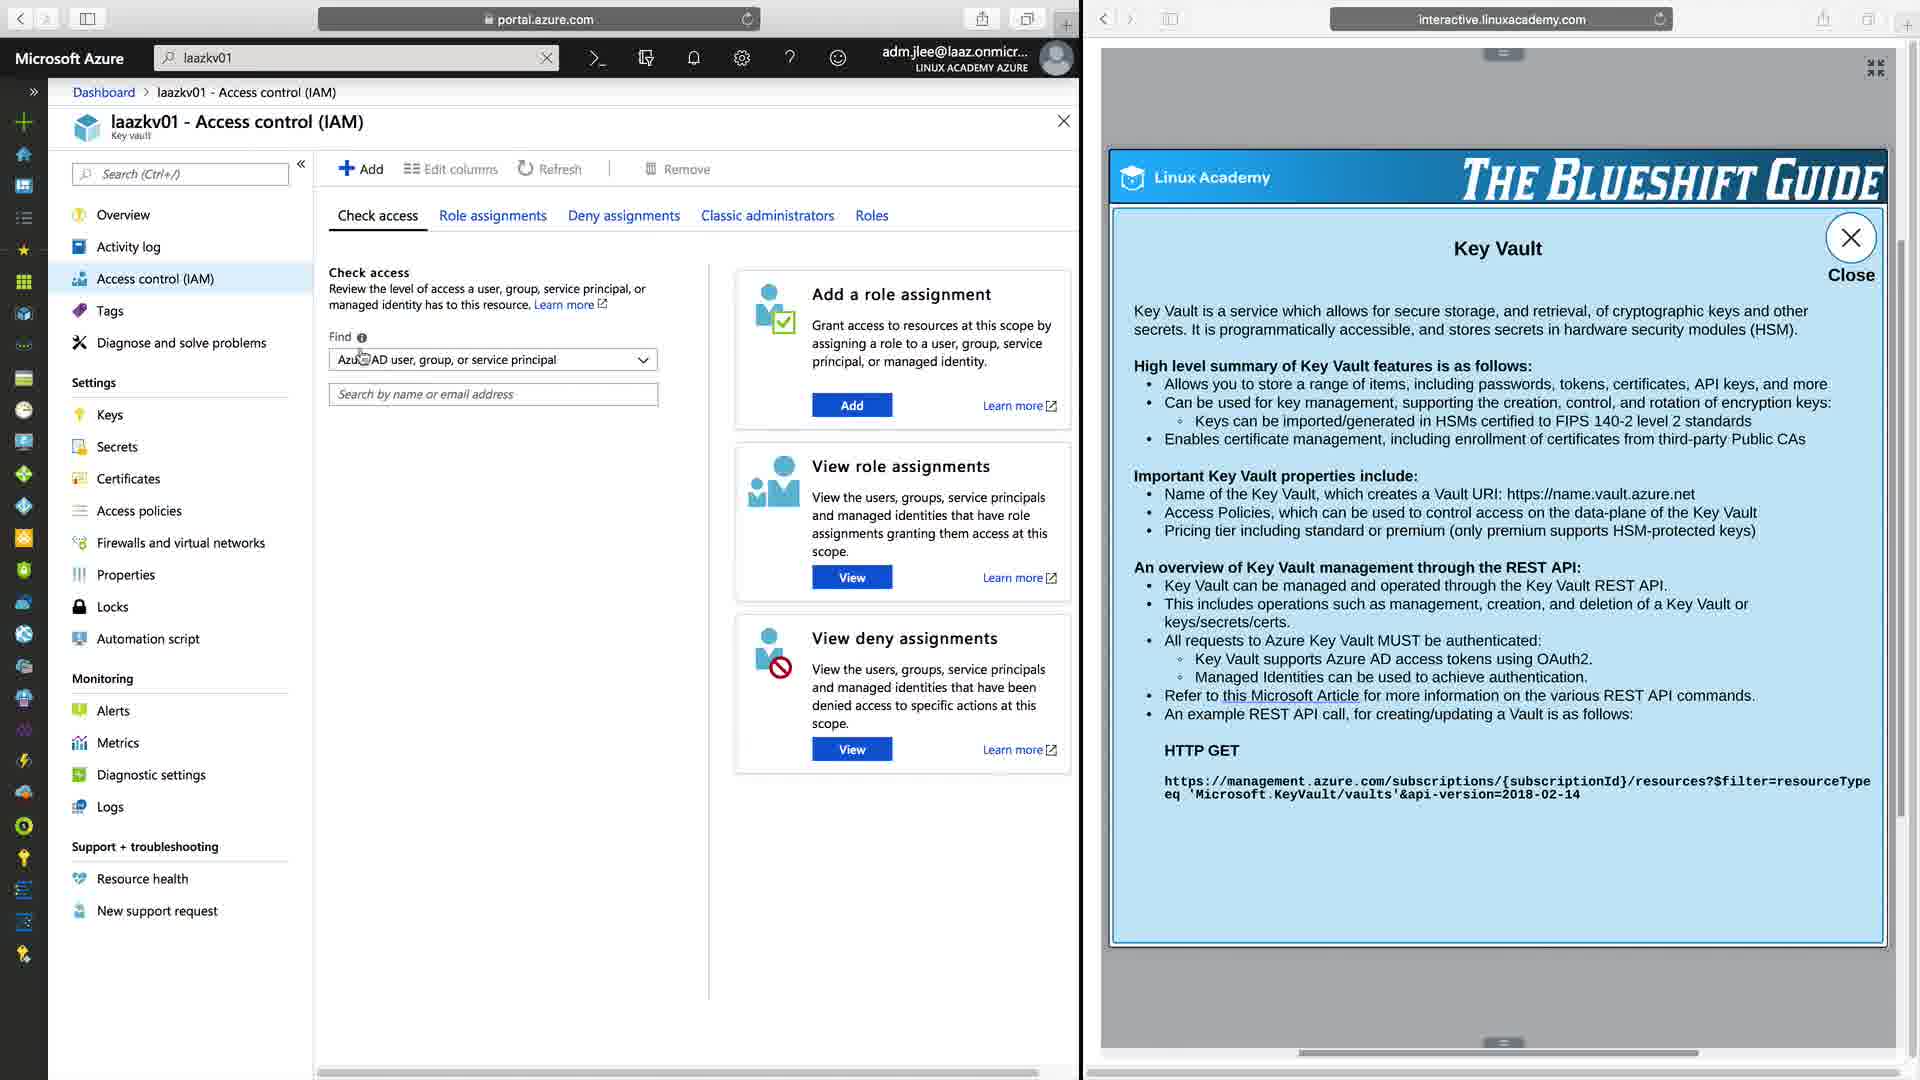 portal.azure.com
Microsoft Azure
laazkv01
adm.jlee@laaz.onmicr...
LINUX ACADEMY AZURE
Dashboard > laazkv01 - Access control (IAM)
laazkv01 - Access control (IAM)
Key vault
Search (Ctrl+/)
Overview
Activity log
Access control (IAM)
Tags
Diagnose and solve problems
Settings
Keys
Secrets
Certificates
Access policies
Firewalls and virtual networks
Properties
Locks
Automation script
Monitoring
Alerts
Metrics
Diagnostic settings
Logs
Support + troubleshooting
Resource health
New support request
Add
Edit columns
Refresh
Remove
Check access
Role assignments
Deny assignments
Classic administrators
Roles
Check access
Review the level of access a user, group, service principal, or
managed identity has to this resource. Learn more
Find
AD user, group, or service principal
Search by name or email address
Add a role assignment
Grant access to resources at this scope by
assigning a role to a user, group, service
principal, or managed identity.
Add
Learn more
View role assignments
View the users, groups, service principals
and managed identities that have role
assignments granting them access at this
scope.
View
Learn more
View deny assignments
View the users, groups, service principals
and managed identities that have been
denied access to specific actions at this
scope.
View
Learn more
interactive.linuxacademy.com
Linux Academy
THE BLUESHIFT GUIDE
Key Vault
Close
Key Vault is a service which allows for secure storage, and retrieval, of cryptographic keys and other
secrets. It is programmatically accessible, and stores secrets in hardware security modules (HSM).
High level summary of Key Vault features is as follows:
• Allows you to store a range of items, including passwords, tokens, certificates, API keys, and more
• Can be used for key management, supporting the creation, control, and rotation of encryption keys:
◦ Keys can be imported/generated in HSMs certified to FIPS 140-2 level 2 standards
• Enables certificate management, including enrollment of certificates from third-party Public CAs
Important Key Vault properties include:
• Name of the Key Vault, which creates a Vault URI: https://name.vault.azure.net
• Access Policies, which can be used to control access on the data-plane of the Key Vault
• Pricing tier including standard or premium (only premium supports HSM-protected keys)
An overview of Key Vault management through the REST API:
• Key Vault can be managed and operated through the Key Vault REST API.
• This includes operations such as management, creation, and deletion of a Key Vault or
keys/secrets/certs.
• All requests to Azure Key Vault MUST be authenticated:
◦ Key Vault supports Azure AD access tokens using OAuth2.
◦ Managed Identities can be used to achieve authentication.
• Refer to this Microsoft Article for more information on the various REST API commands.
• An example REST API call, for creating/updating a Vault is as follows:
HTTP GET
https://management.azure.com/subscriptions/{subscriptionId}/resources?$filter=resourceType
eq 'Microsoft.KeyVault/vaults'&api-version=2018-02-14